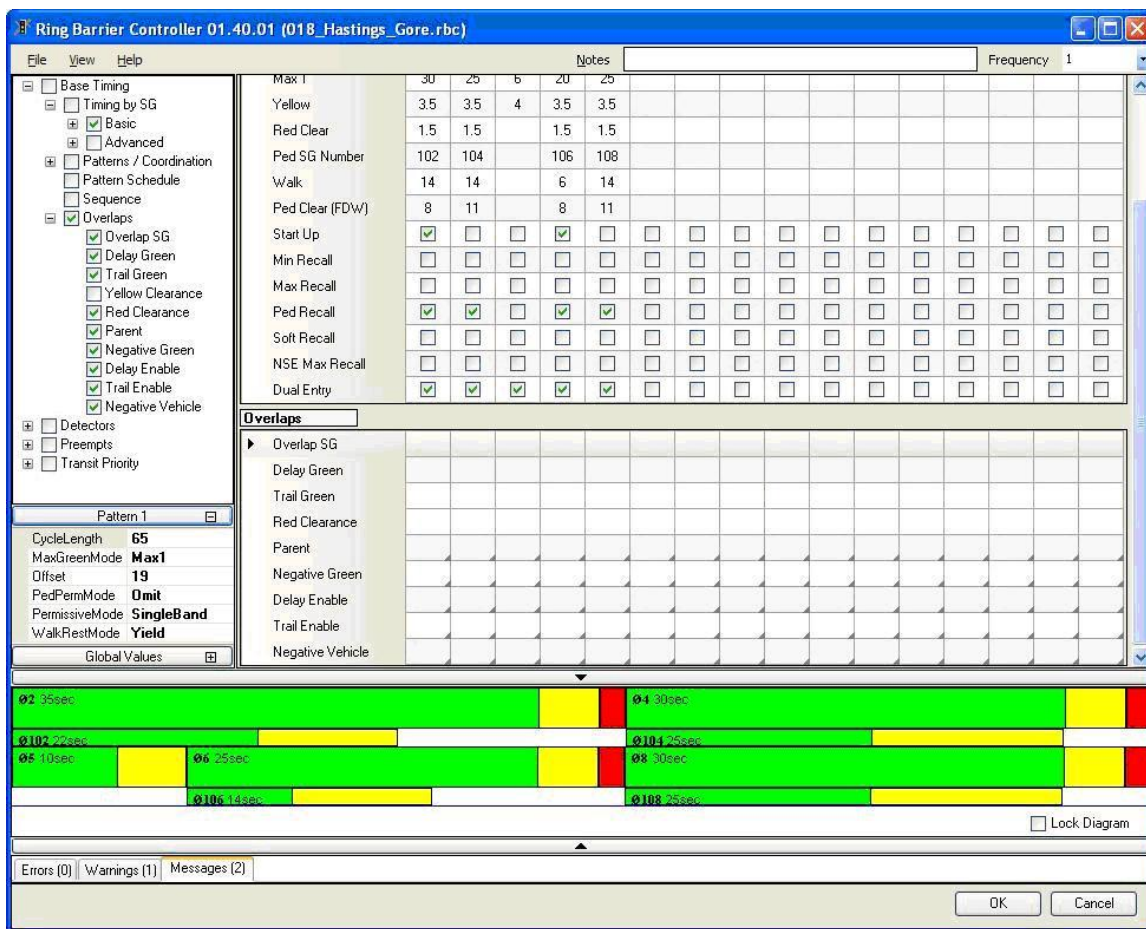 Ring Barrier Controller 01.40.01 (018_Hastings_Gore.rbc)
File View Help Notes Frequency 1
Base Timing
Timing by SG
Basic
Advanced
Patterns / Coordination
Pattern Schedule
Sequence
Overlaps
Overlap SG
Delay Green
Trail Green
Yellow Clearance
Red Clearance
Parent
Negative Green
Delay Enable
Trail Enable
Negative Vehicle
Detectors
Preempts
Transit Priority
Pattern 1
CycleLength 65
MaxGreenMode Max1
Offset 19
PedPermMode Omit
PermissiveMode SingleBand
WalkRestMode Yield
Global Values
Max 1 30 25 6 20 25
Yellow 3.5 3.5 4 3.5 3.5
Red Clear 1.5 1.5 1.5 1.5
Ped SG Number 102 104 106 108
Walk 14 14 6 14
Ped Clear (FDW) 8 11 8 11
Start Up
Min Recall
Max Recall
Ped Recall
Soft Recall
NSE Max Recall
Dual Entry
Overlaps
Overlap SG
Delay Green
Trail Green
Red Clearance
Parent
Negative Green
Delay Enable
Trail Enable
Negative Vehicle
Ø2 35sec Ø4 30sec
Ø102 22sec Ø104 25sec
Ø5 10sec Ø6 25sec Ø8 30sec
Ø106 14sec Ø108 25sec
Lock Diagram
Errors (0) Warnings (1) Messages (2)
OK Cancel